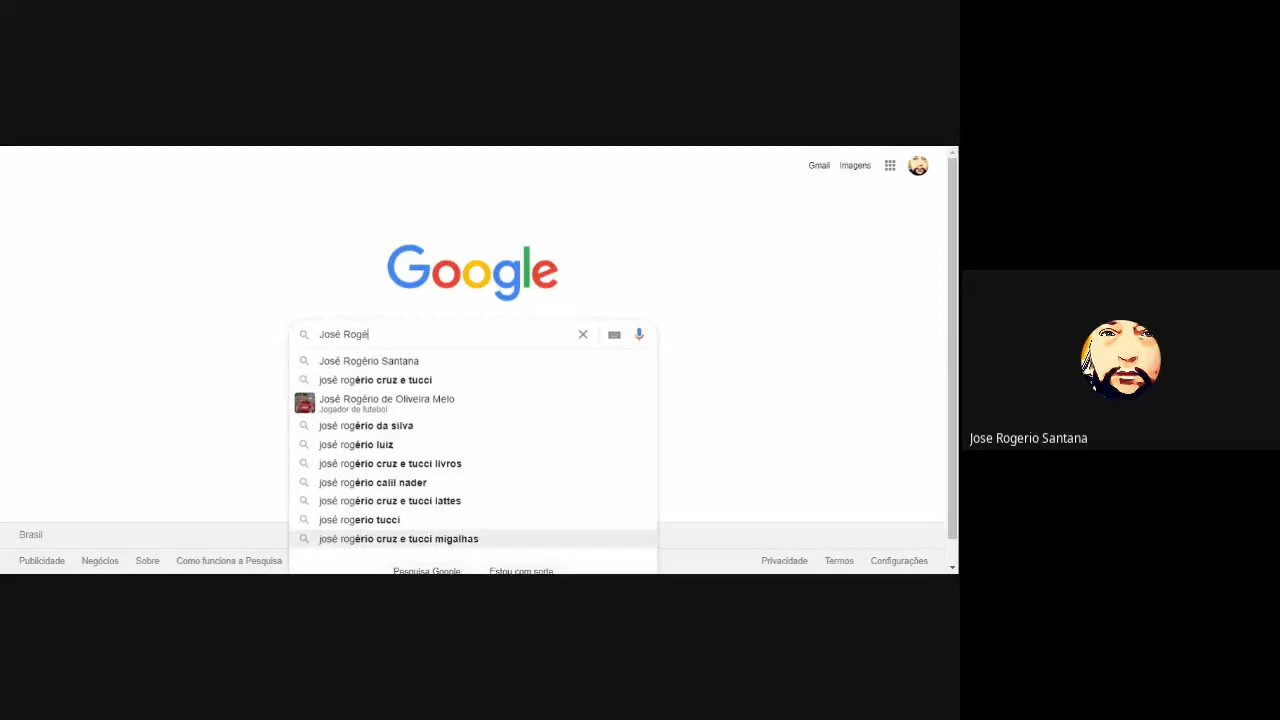 Gmail Imagens
Google
José Rogé
José Rogério Santana
josé rogério cruz e tucci
José Rogério de Oliveira Melo
Jogador de futebol
josé rogério da silva
josé rogério luiz
josé rogério cruz e tucci livros
josé rogério calil nader
josé rogério cruz e tucci lattes
josé rogerio tucci
josé rogério cruz e tucci migalhas
Pesquisa Google Estou com sorte
Brasil
Publicidade Negócios Sobre Como funciona a Pesquisa Privacidade Termos Configurações
Jose Rogerio Santana